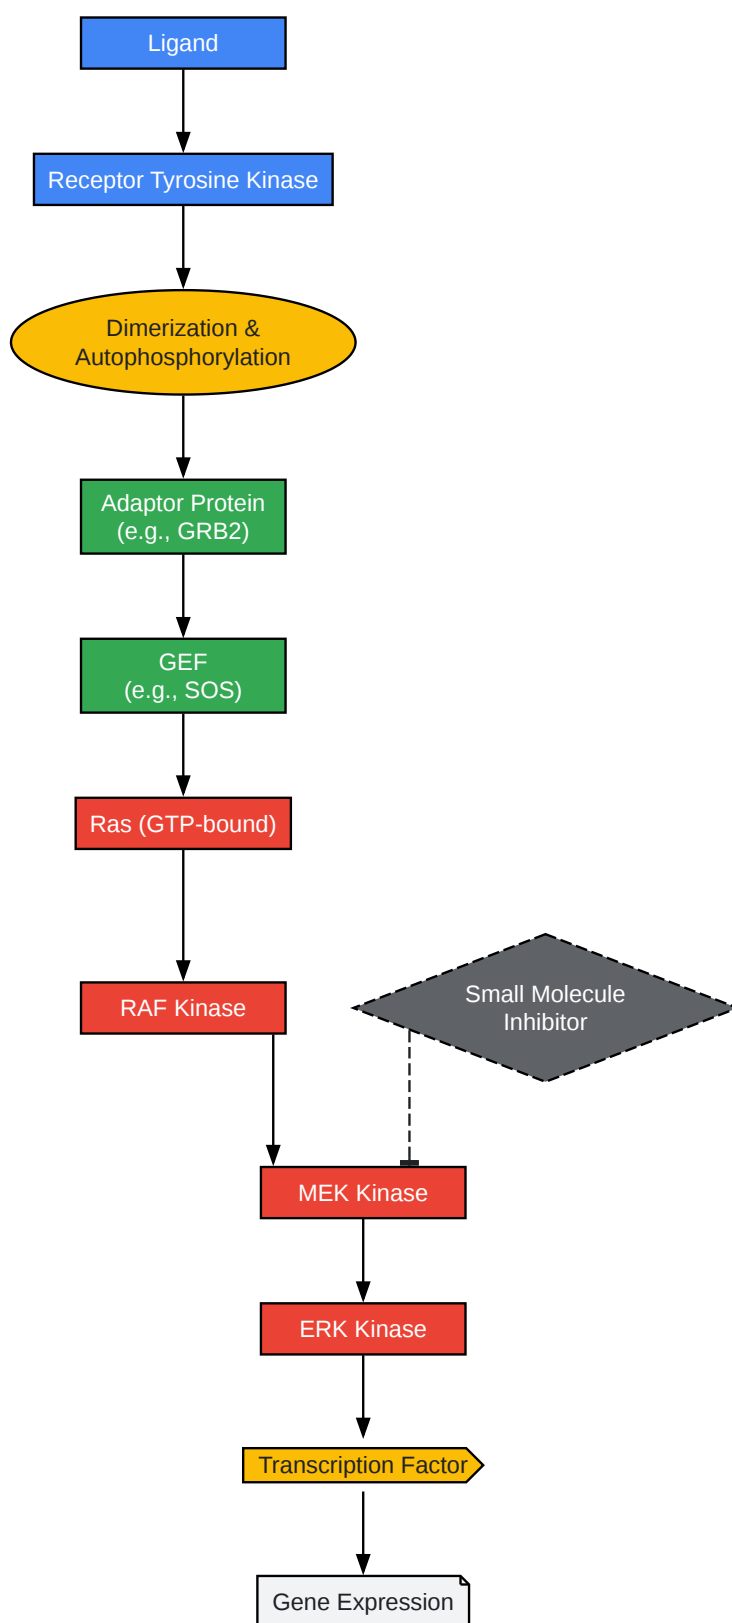 Ligand
Receptor Tyrosine Kinase
Dimerization &
Autophosphorylation
Adaptor Protein
(e.g., GRB2)
GEF
(e.g., SOS)
Ras (GTP-bound)
RAF Kinase
Small Molecule
Inhibitor
MEK Kinase
ERK Kinase
Transcription Factor
Gene Expression